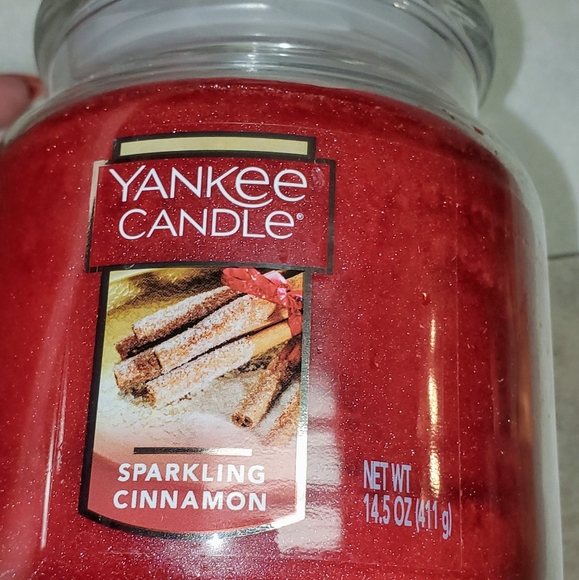 YANKEE
CANDLE®
SPARKLING
CINNAMON
NET WT
14.5 OZ (411 g)